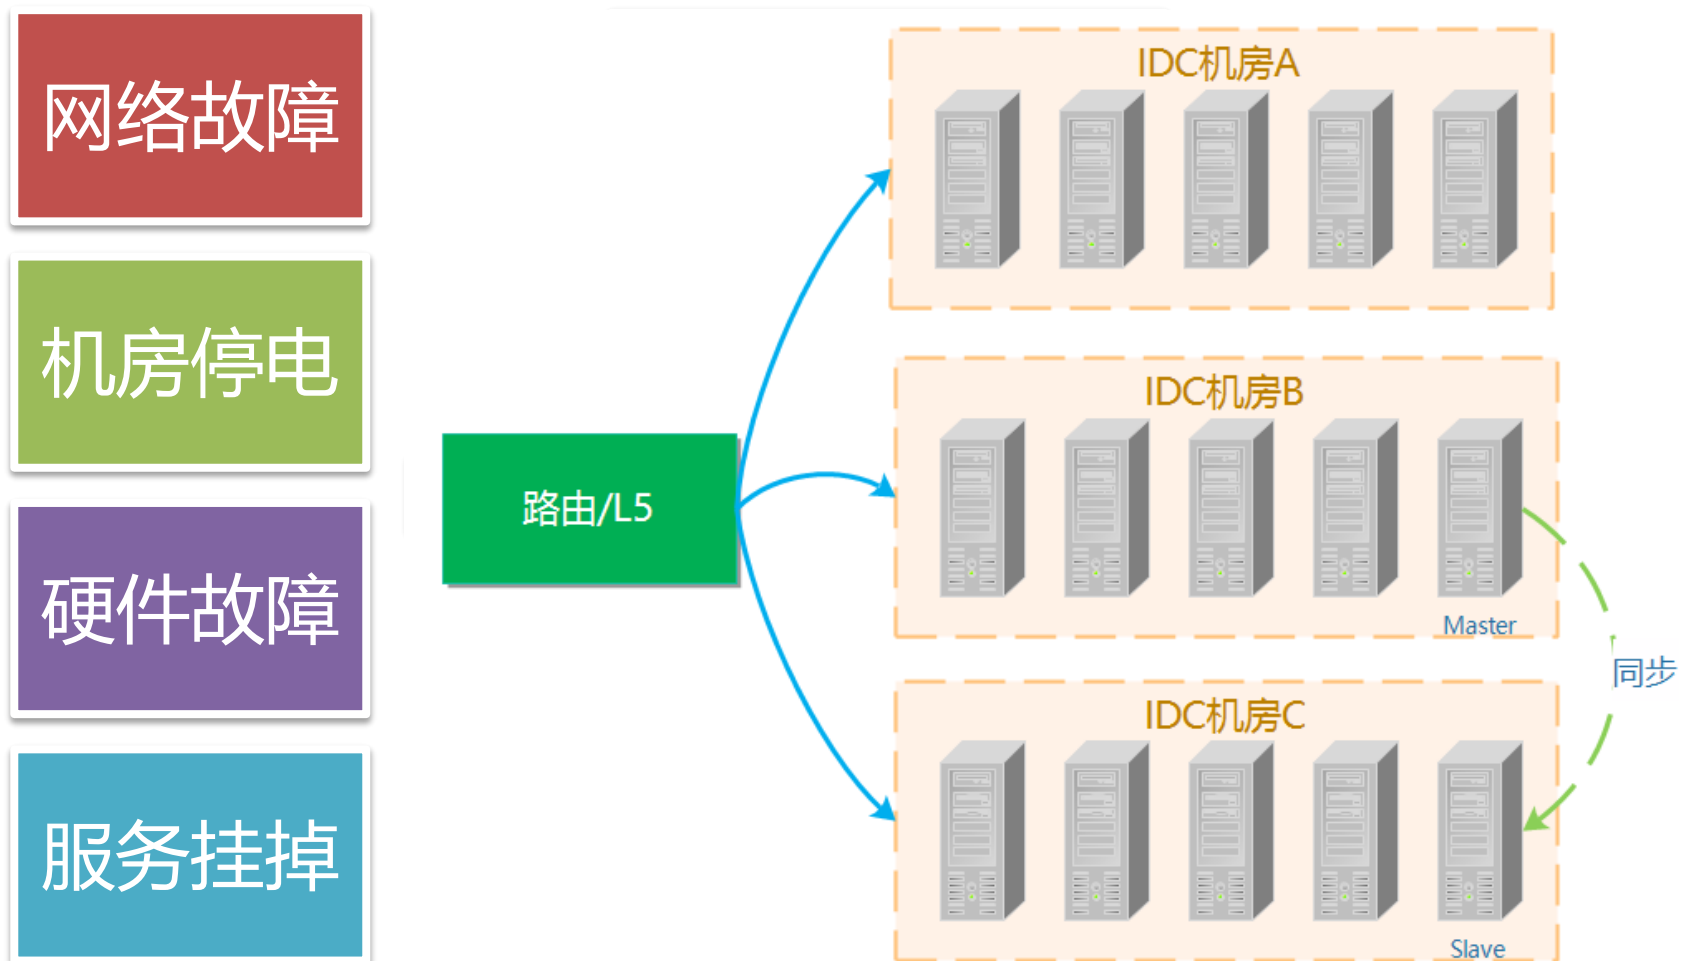 网络故障
机房停电
硬件故障
服务挂掉
路由/L5
IDC机房A
IDC机房B
Master
同步
IDC机房C
Slave